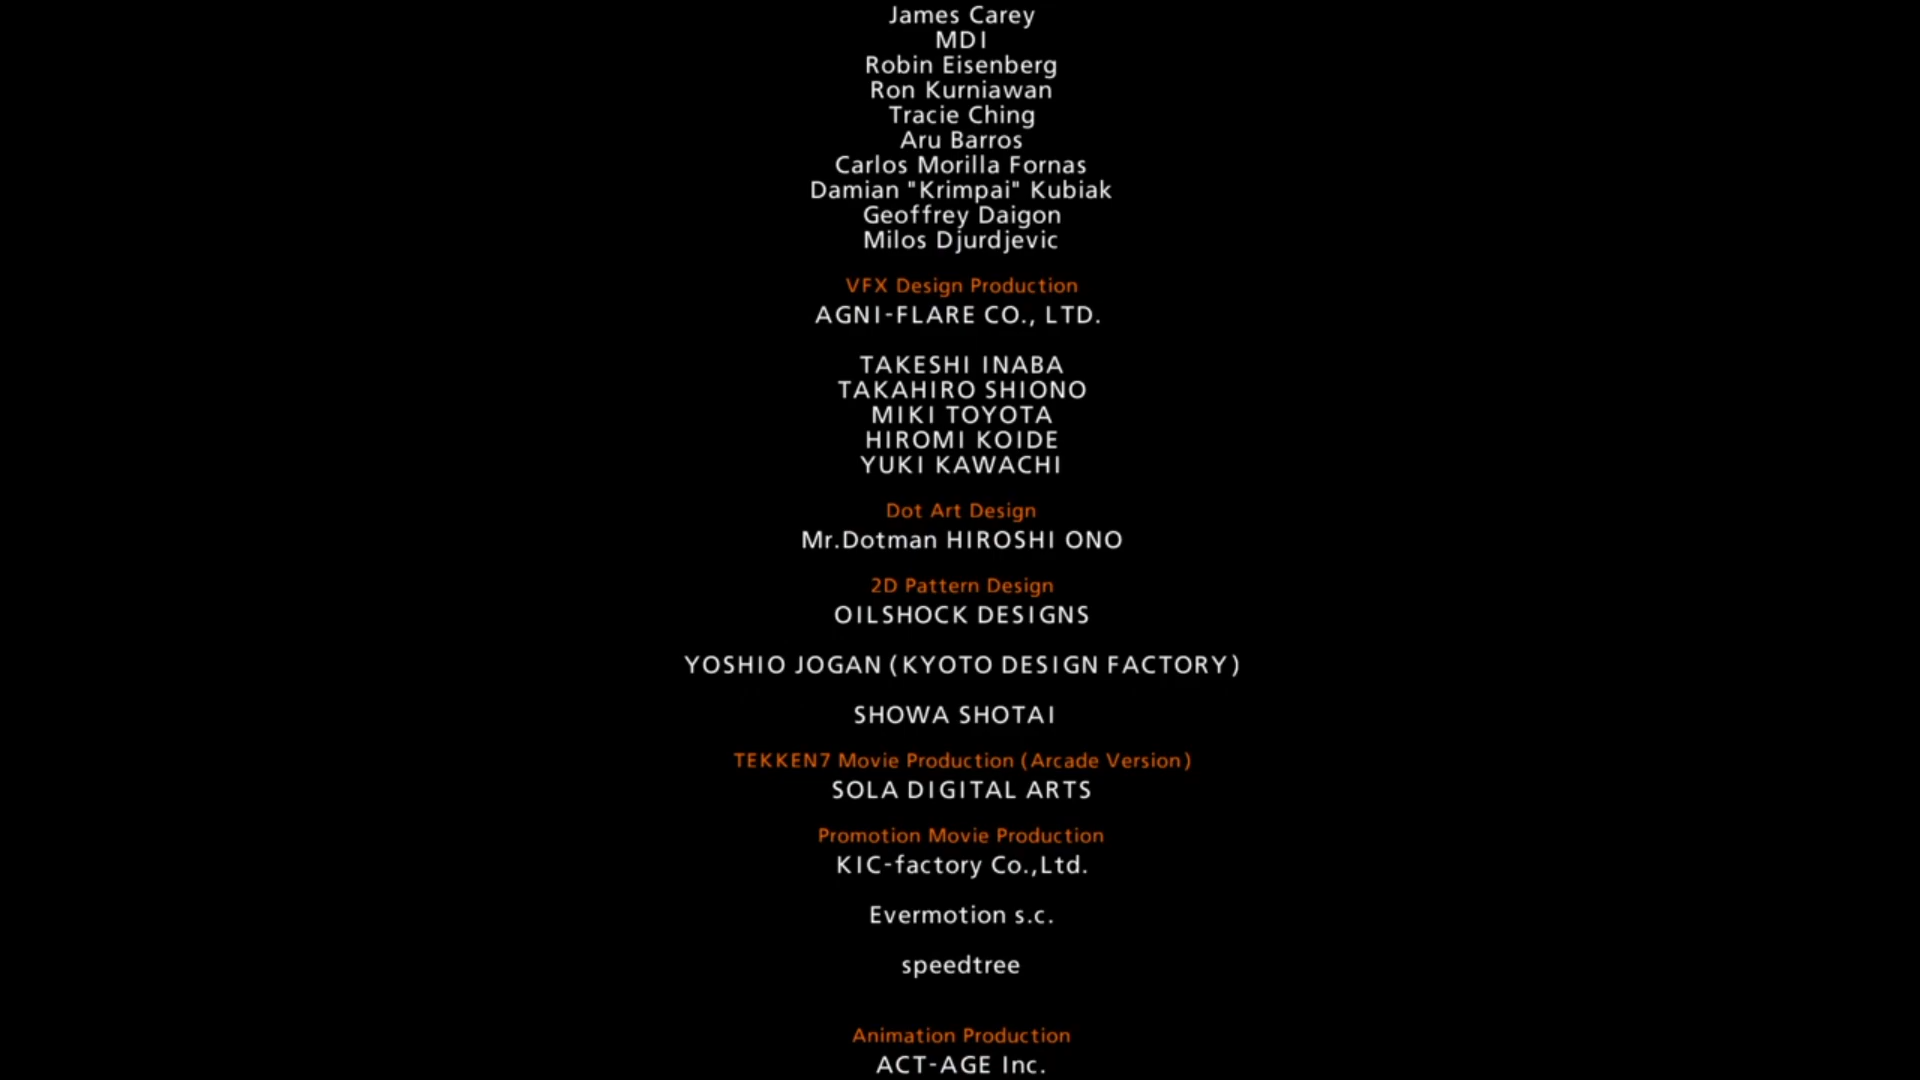 James Carey
MDI
Robin Eisenberg
Ron Kurniawan
Tracie Ching
Aru Barros
Carlos Morilla Fornas
Damian "Krimpai" Kubiak
Geoffrey Daigon
Milos Djurdjevic
VFX Design Production
AGNI-FLARE CO., LTD.
TAKESHI INABA
TAKAHIRO SHIONO
MIKI TOYOTA
HIROMI KOIDE
YUKI KAWACHI
Dot Art Design
Mr.Dotman HIROSHI ONO
2D Pattern Design
OILSHOCK DESIGNS
YOSHIO JOGAN (KYOTO DESIGN FACTORY)
SHOWA SHOTAI
TEKKEN7 Movie Production (Arcade Version)
SOLA DIGITAL ARTS
Promotion Movie Production
KIC-factory Co.,Ltd.
Evermotion s.c.
speedtree
Animation Production
ACT-AGE Inc.